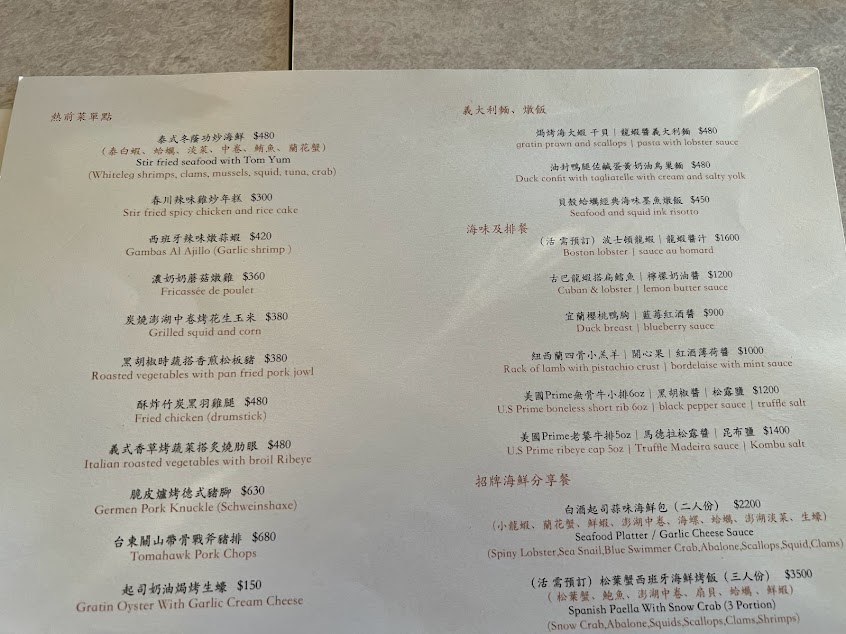 熱前菜單點
泰式冬蔭功炒海鮮 $480
(泰白蝦、蛤蠣、淡菜、中卷、鮪魚、蘭花蟹)
Stir fried seafood with Tom Yum
(Whiteleg shrimps, clams, mussels, squid, tuna, crab)
春川辣味雞炒年糕 $300
Stir fried spicy chicken and rice cake
西班牙辣味燉蒜蝦 $420
Gambas Al Ajillo (Garlic shrimp )
濃奶奶蘑菇燉雞 $360
Fricassée de poulet
炭燒澎湖中卷烤花生玉米 $380
Grilled squid and corn
黑胡椒時蔬搭香煎松板豬 $380
Roasted vegetables with pan fried pork jowl
酥炸竹炭黑羽雞腿 $480
Fried chicken (drumstick)
義式香草烤蔬菜搭炙燒肋眼 $480
Italian roasted vegetables with broil Ribeye
脆皮爐烤德式豬腳 $630
Germen Pork Knuckle (Schweinshaxe)
台東關山帶骨戰斧豬排 $680
Tomahawk Pork Chops
起司奶油焗烤生蠔 $150
Gratin Oyster With Garlic Cream Cheese
義大利麵、燉飯
焗烤海大蝦 干貝 | 龍蝦醬義大利麵 $480
gratin prawn and scallops | pasta with lobster sauce
油封鴨腿佐鹹蛋黃奶油鳥巢麵 $480
Duck confit with tagliatelle with cream and salty yolk
貝殼蛤蠣經典海味墨魚燉飯 $450
Seafood and squid ink risotto
海味及排餐
(活 需預訂) 波士頓龍蝦 | 龍蝦醬汁 $1600
Boston lobster | sauce au homard
古巴龍蝦搭扁鱈魚 | 檸檬奶油醬 $1200
Cuban & lobster | lemon butter sauce
宜蘭櫻桃鴨胸 | 藍莓紅酒醬 $900
Duck breast | blueberry sauce
紐西蘭四骨小羔羊 | 開心果 | 紅酒薄荷醬 $1000
Rack of lamb with pistachio crust | bordelaise with mint sauce
美國Prime無骨牛小排6oz | 黑胡椒醬 | 松露鹽 $1200
U.S Prime boneless short rib 6oz | black pepper sauce | truffle salt
美國Prime老饕牛排5oz | 馬德拉松露醬 | 昆布鹽 $1400
U.S Prime ribeye cap 5oz | Truffle Madeira sauce | Kombu salt
招牌海鮮分享餐
白酒起司蒜味海鮮包 (二人份) $2200
(小龍蝦、蘭花蟹、鮮蝦、澎湖中卷、海螺、蛤蠣、澎湖淡菜、生蠔)
Seafood Platter / Garlic Cheese Sauce
(Spiny Lobster,Sea Snail,Blue Swimmer Crab,Abalone,Scallops,Squid,Clams)
(活 需預訂) 松葉蟹西班牙海鮮烤飯 (三人份) $3500
(松葉蟹、鮑魚、澎湖中卷、扇貝、蛤蠣、鮮蝦)
Spanish Paella With Snow Crab (3 Portion)
(Snow Crab,Abalone,Squids,Scallops,Clams,Shrimps)